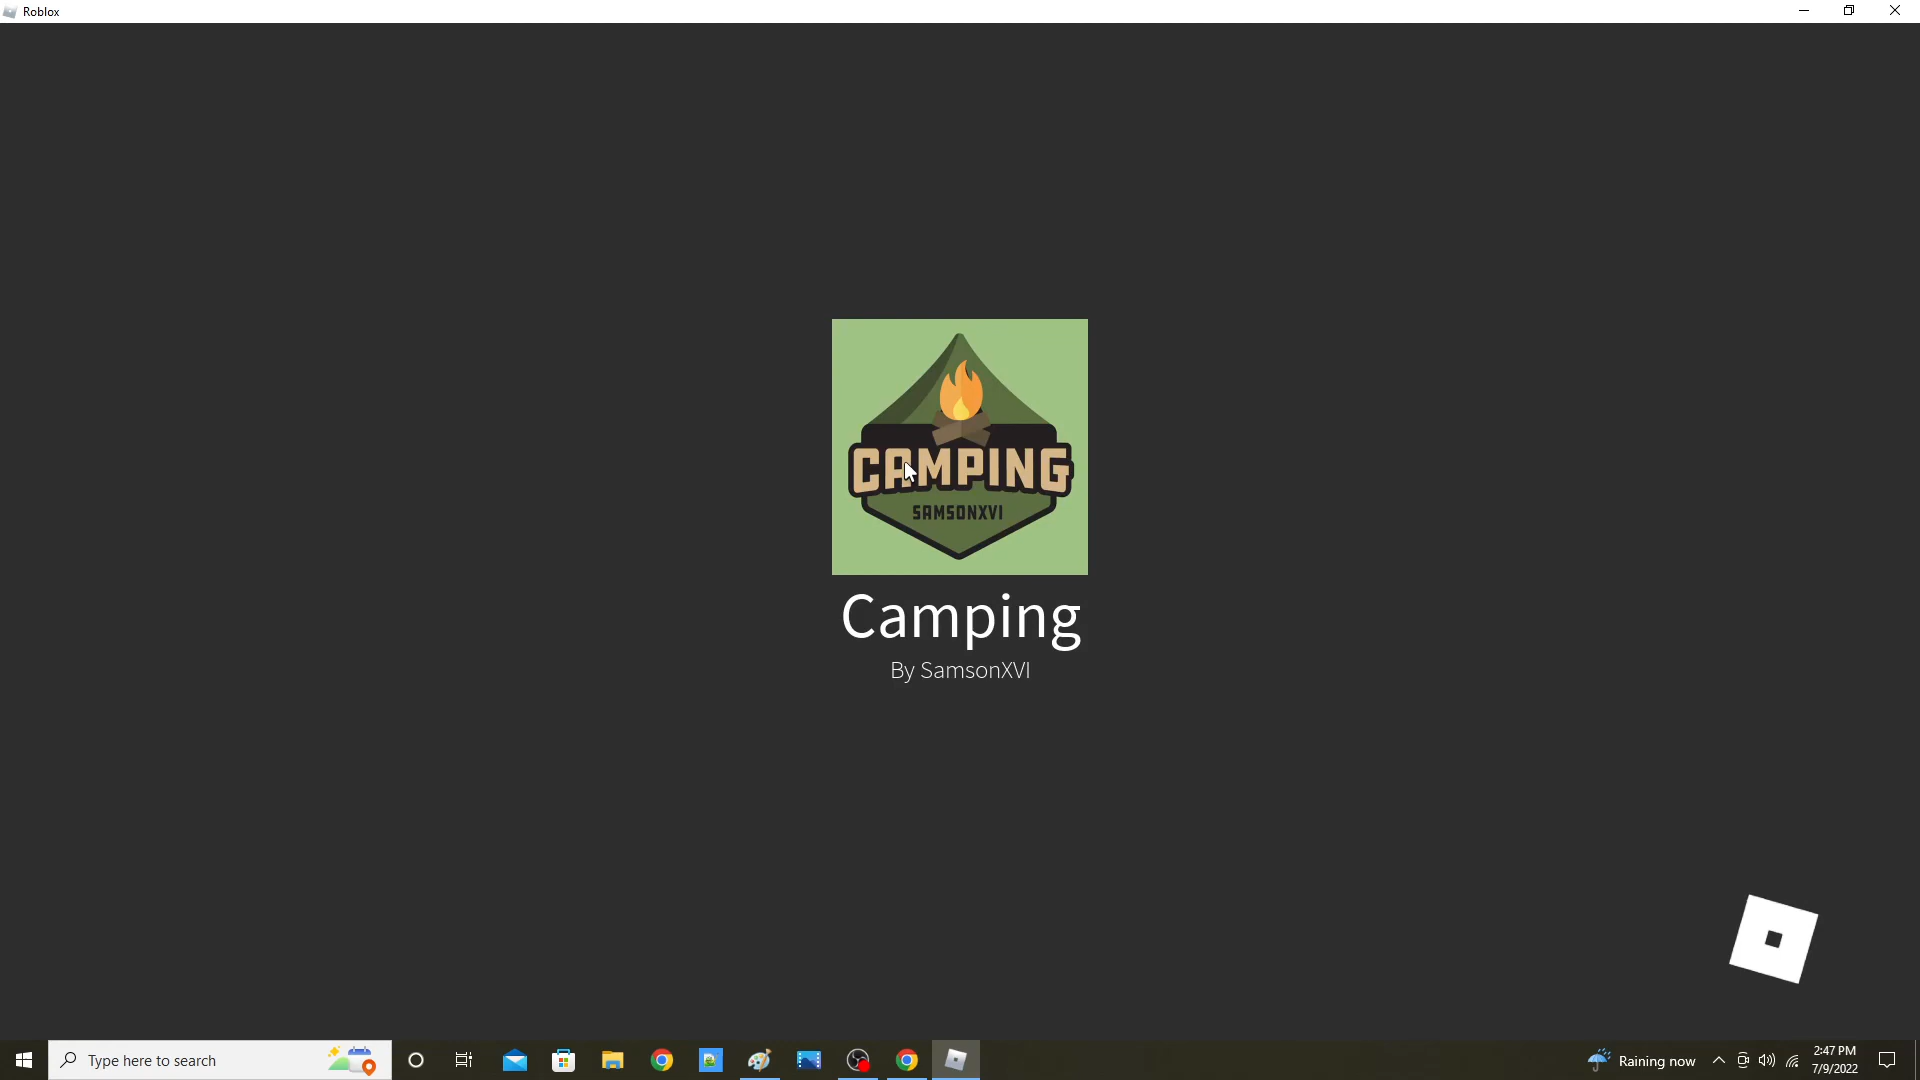 Roblox
CAMPING
SAMSONXVI
Camping
By SamsonXVI
Type here to search
Raining now
2:47 PM
7/9/2022